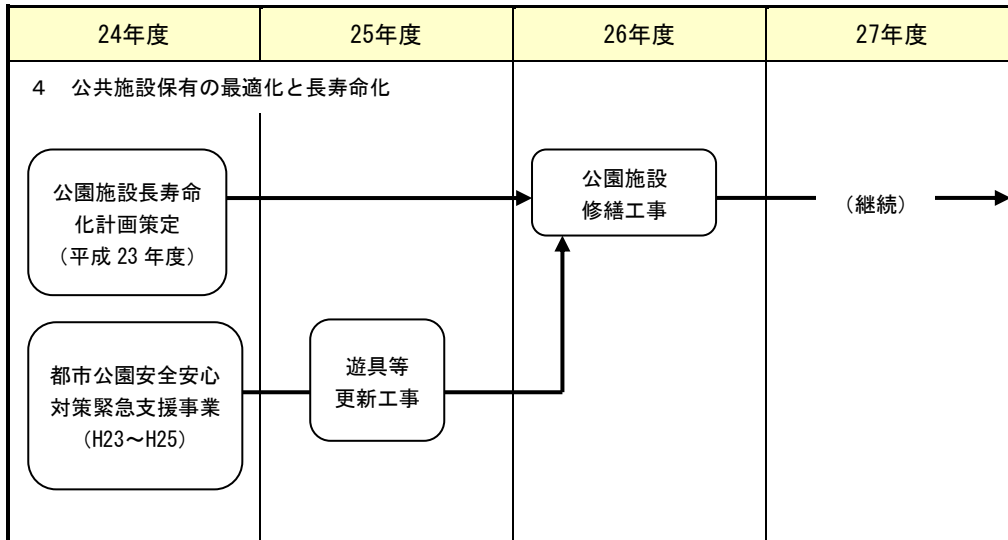 24年度 25年度 26年度 27年度
４　公共施設保有の最適化と長寿命化
公園施設長寿命
化計画策定
（平成 23 年度）
公園施設
修繕工事
（継続）
都市公園安全安心
対策緊急支援事業
（H23～H25）
遊具等
更新工事